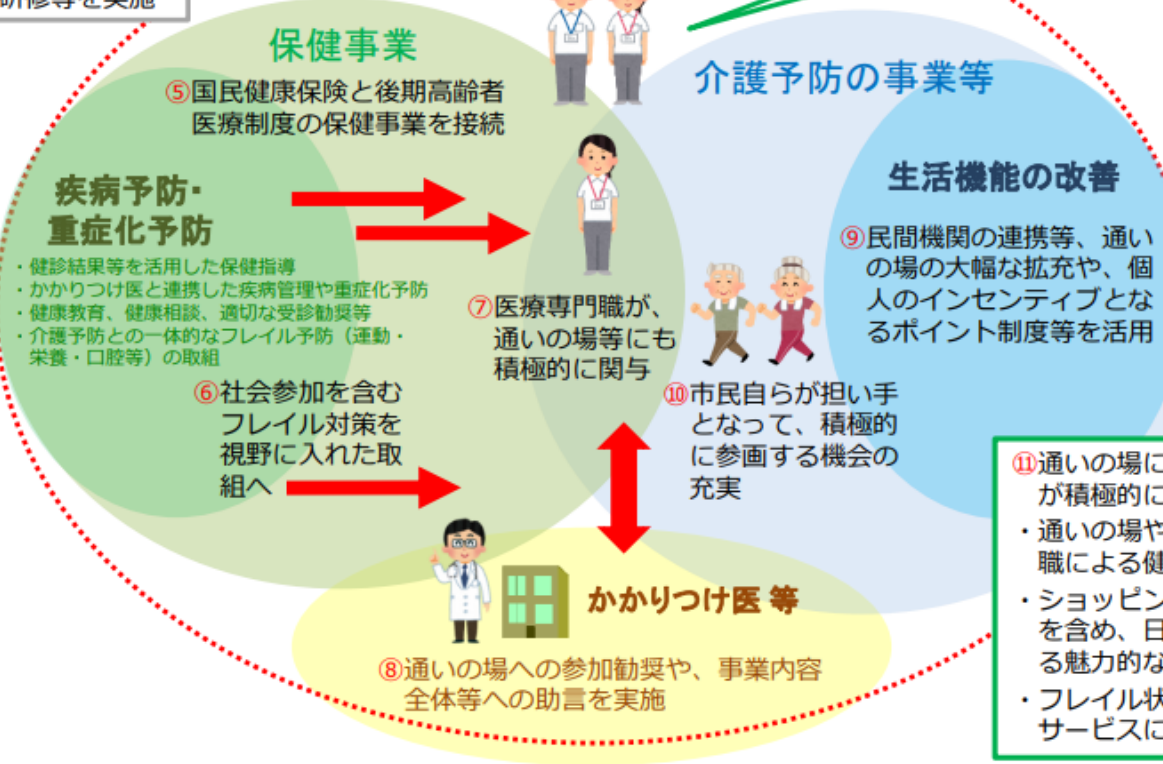 研修等を実施
保健事業
⑤国民健康保険と後期高齢者
医療制度の保健事業を接続
介護予防の事業等
疾病予防・
重症化予防
・健診結果等を活用した保健指導
・かかりつけ医と連携した疾病管理や重症化予防
・健康教育、健康相談、適切な受診勧奨等
・介護予防との一体的なフレイル予防（運動・
栄養・口腔等）の取組
生活機能の改善
⑨民間機関の連携等、通い
の場の大幅な拡充や、個
人のインセンティブとな
るポイント制度等を活用
⑦医療専門職が、
通いの場等にも
積極的に関与
⑥社会参加を含む
フレイル対策を
視野に入れた取
組へ
⑩市民自らが担い手
となって、積極的
に参画する機会の
充実
かかりつけ医 等
⑧通いの場への参加勧奨や、事業内容
全体等への助言を実施
⑪通いの場に
が積極的に
・通いの場や
職による健
・ショッピン
を含め、日
る魅力的な
・フレイル状
サービスに